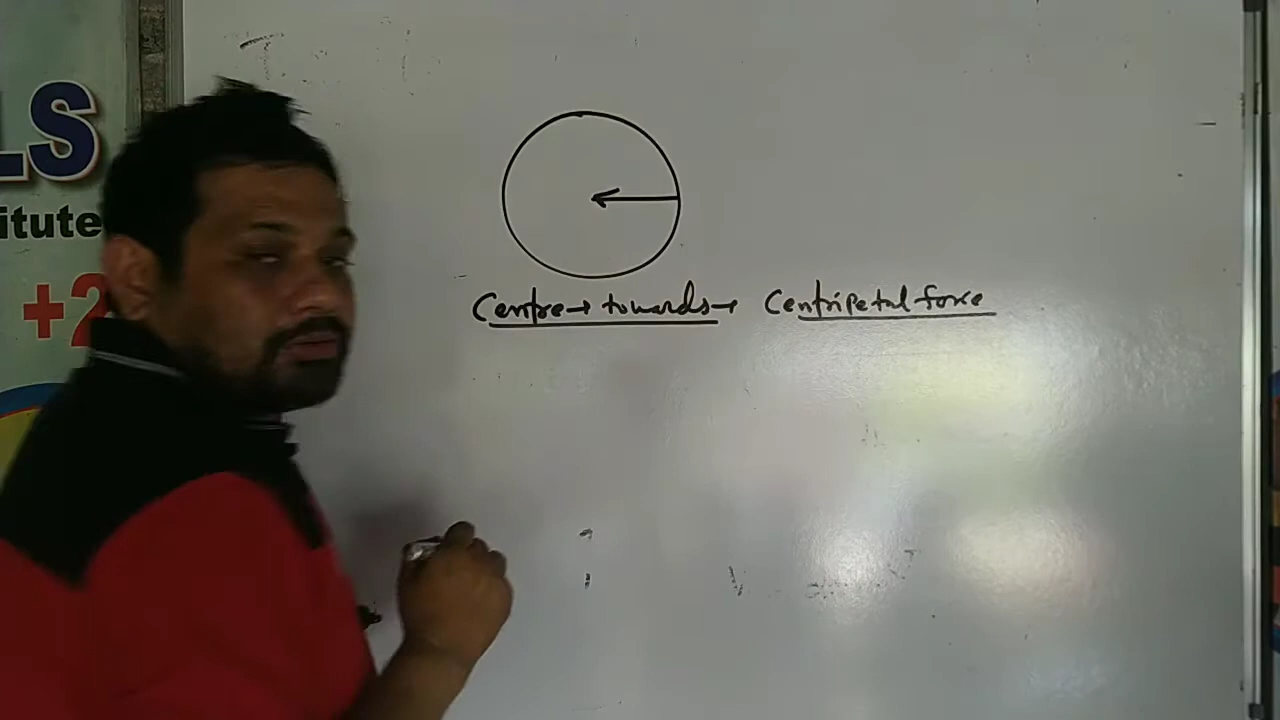 LS
itute
+2
Centre → towards → Centripetal force